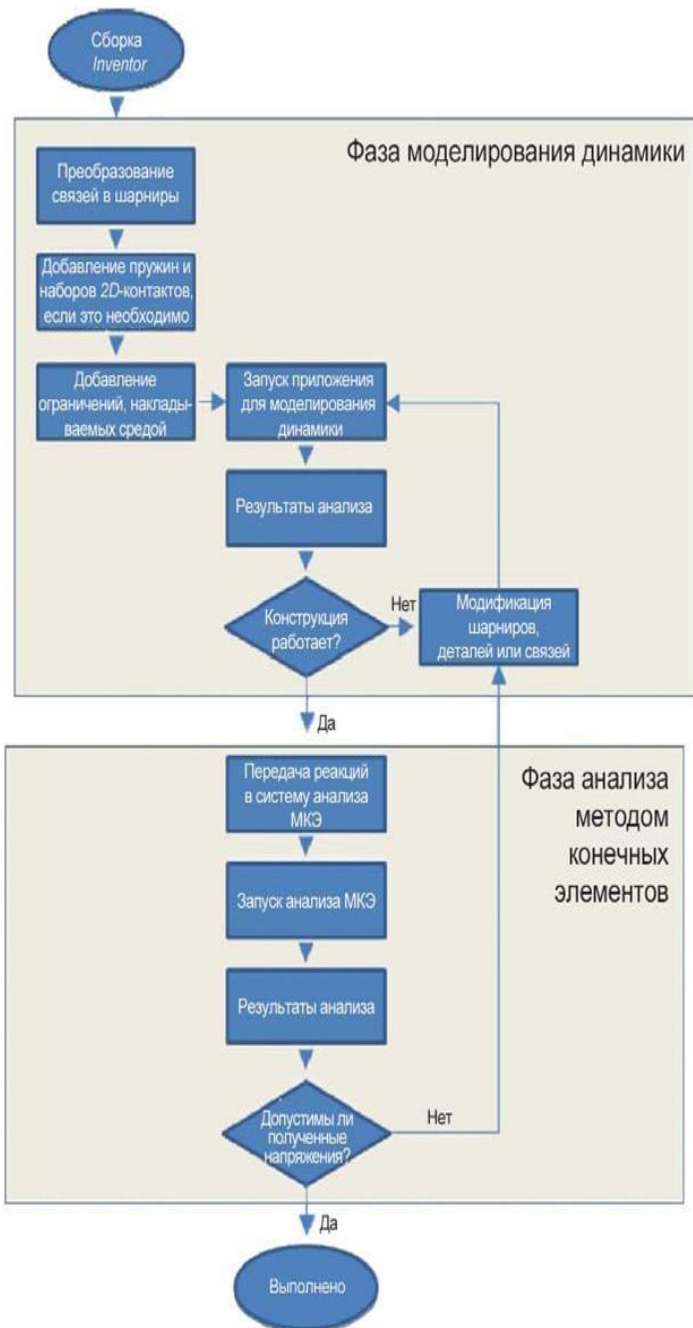 Сборка
Inventor
Фаза моделирования динамики
Преобразование
связей в шарниры
Добавление пружин и
наборов 2D-контактов,
если это необходимо
Добавление
ограничений, наклады-
ваемых средой
Запуск приложения
для моделирования
динамики
Результаты анализа
Конструкция
работает?
Нет
Модификация
шарниров,
деталей или связей
Да
Фаза анализа
методом
конечных
элементов
Передача реакций
в систему анализа
МКЭ
Запуск анализа МКЭ
Результаты анализа
Допустимы ли
полученные
напряжения?
Нет
Да
Выполнено